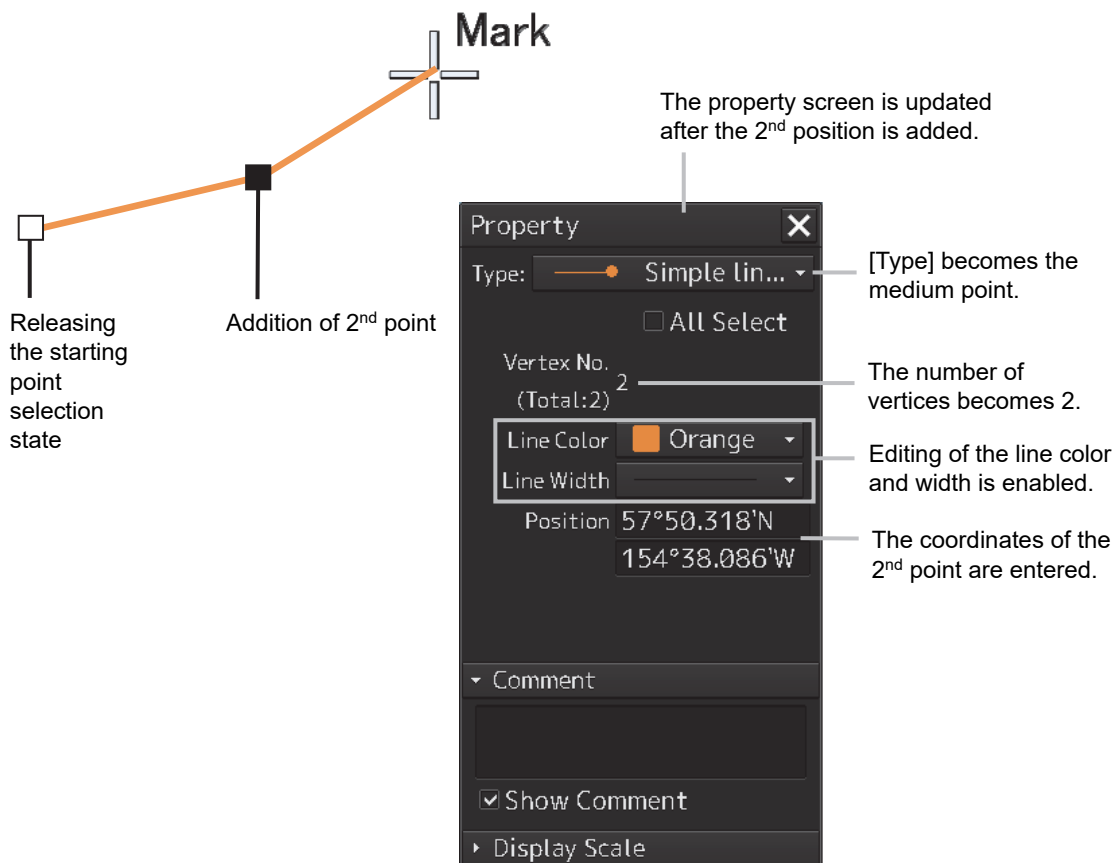 Mark
The property screen is updated
after the 2nd position is added.
Property
Type: Simple lin...
[Type] becomes the
medium point.
Releasing
the starting
point
selection
state
Addition of 2nd point
All Select
Vertex No.
(Total:2) 2
The number of
vertices becomes 2.
Line Color Orange
Line Width
Editing of the line color
and width is enabled.
Position 57°50.318'N
154°38.086'W
The coordinates of the
2nd point are entered.
Comment
Show Comment
Display Scale